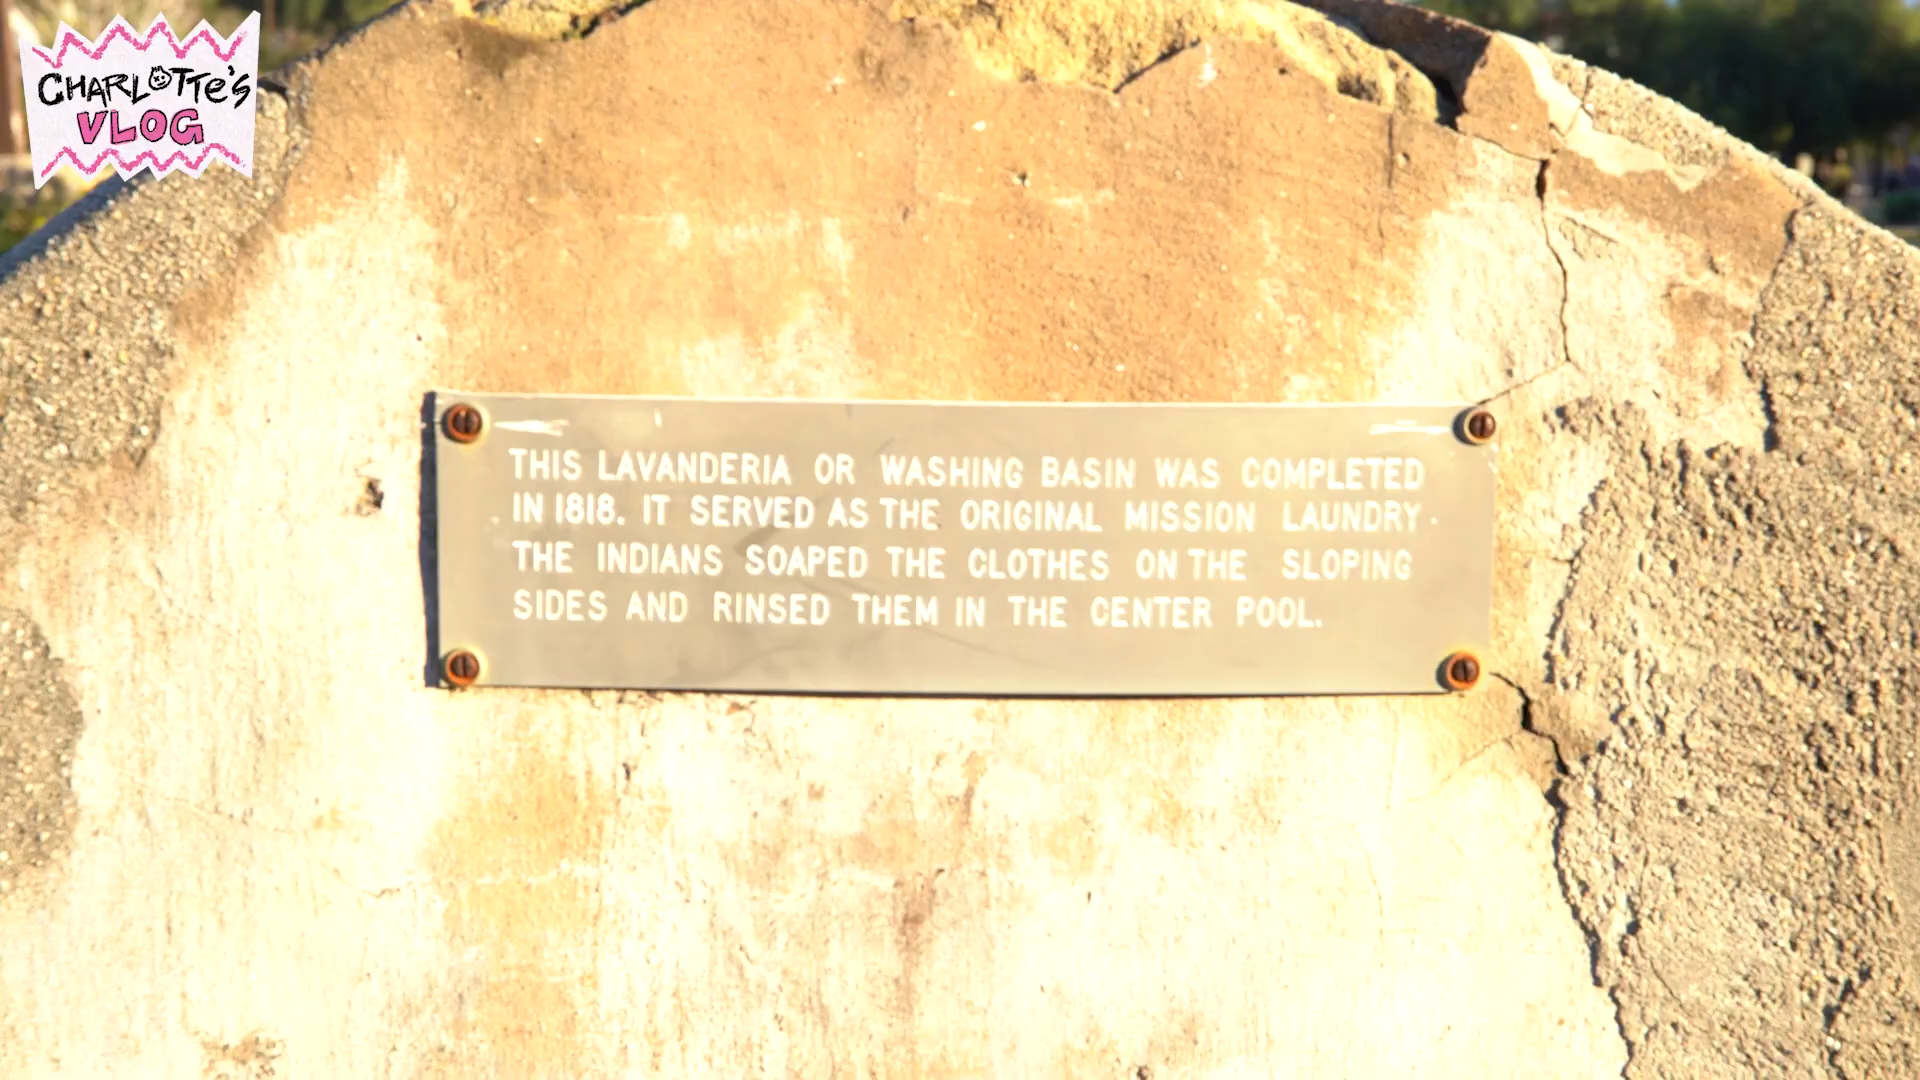 CHARLOTTE'S
VLOG
THIS LAVANDERIA OR WASHING BASIN WAS COMPLETED
IN 1818. IT SERVED AS THE ORIGINAL MISSION LAUNDRY.
THE INDIANS SOAPED THE CLOTHES ON THE SLOPING
SIDES AND RINSED THEM IN THE CENTER POOL.